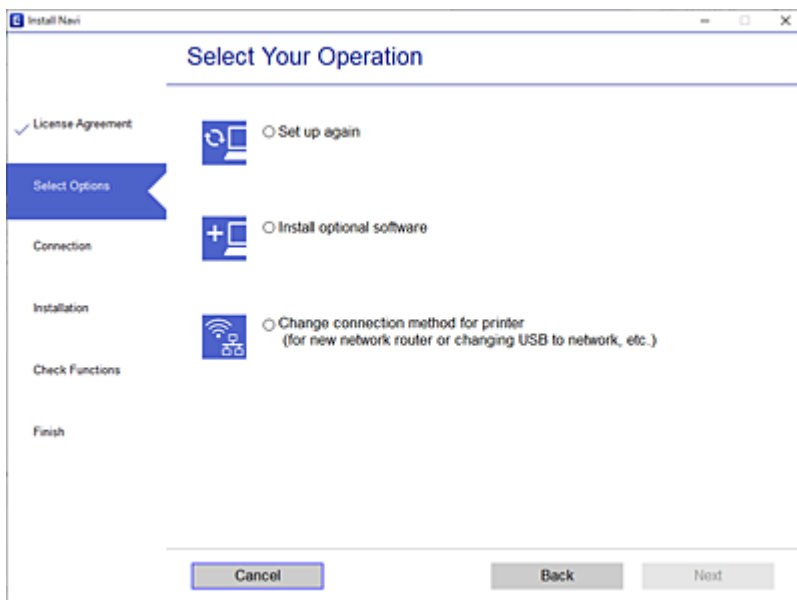 Install Navi
Select Your Operation
License Agreement
Select Options
Connection
Installation
Check Functions
Finish
Set up again
Install optional software
Change connection method for printer
(for new network router or changing USB to network, etc.)
Cancel
Back
Next